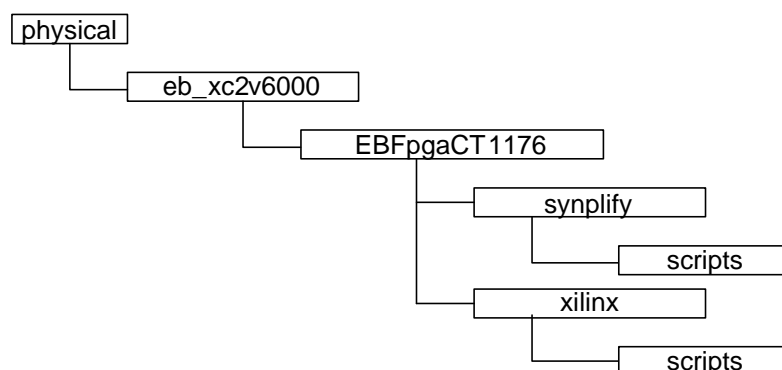 physical
eb_xc2v6000
EBFpgaCT1176
synplify
scripts
xilinx
scripts